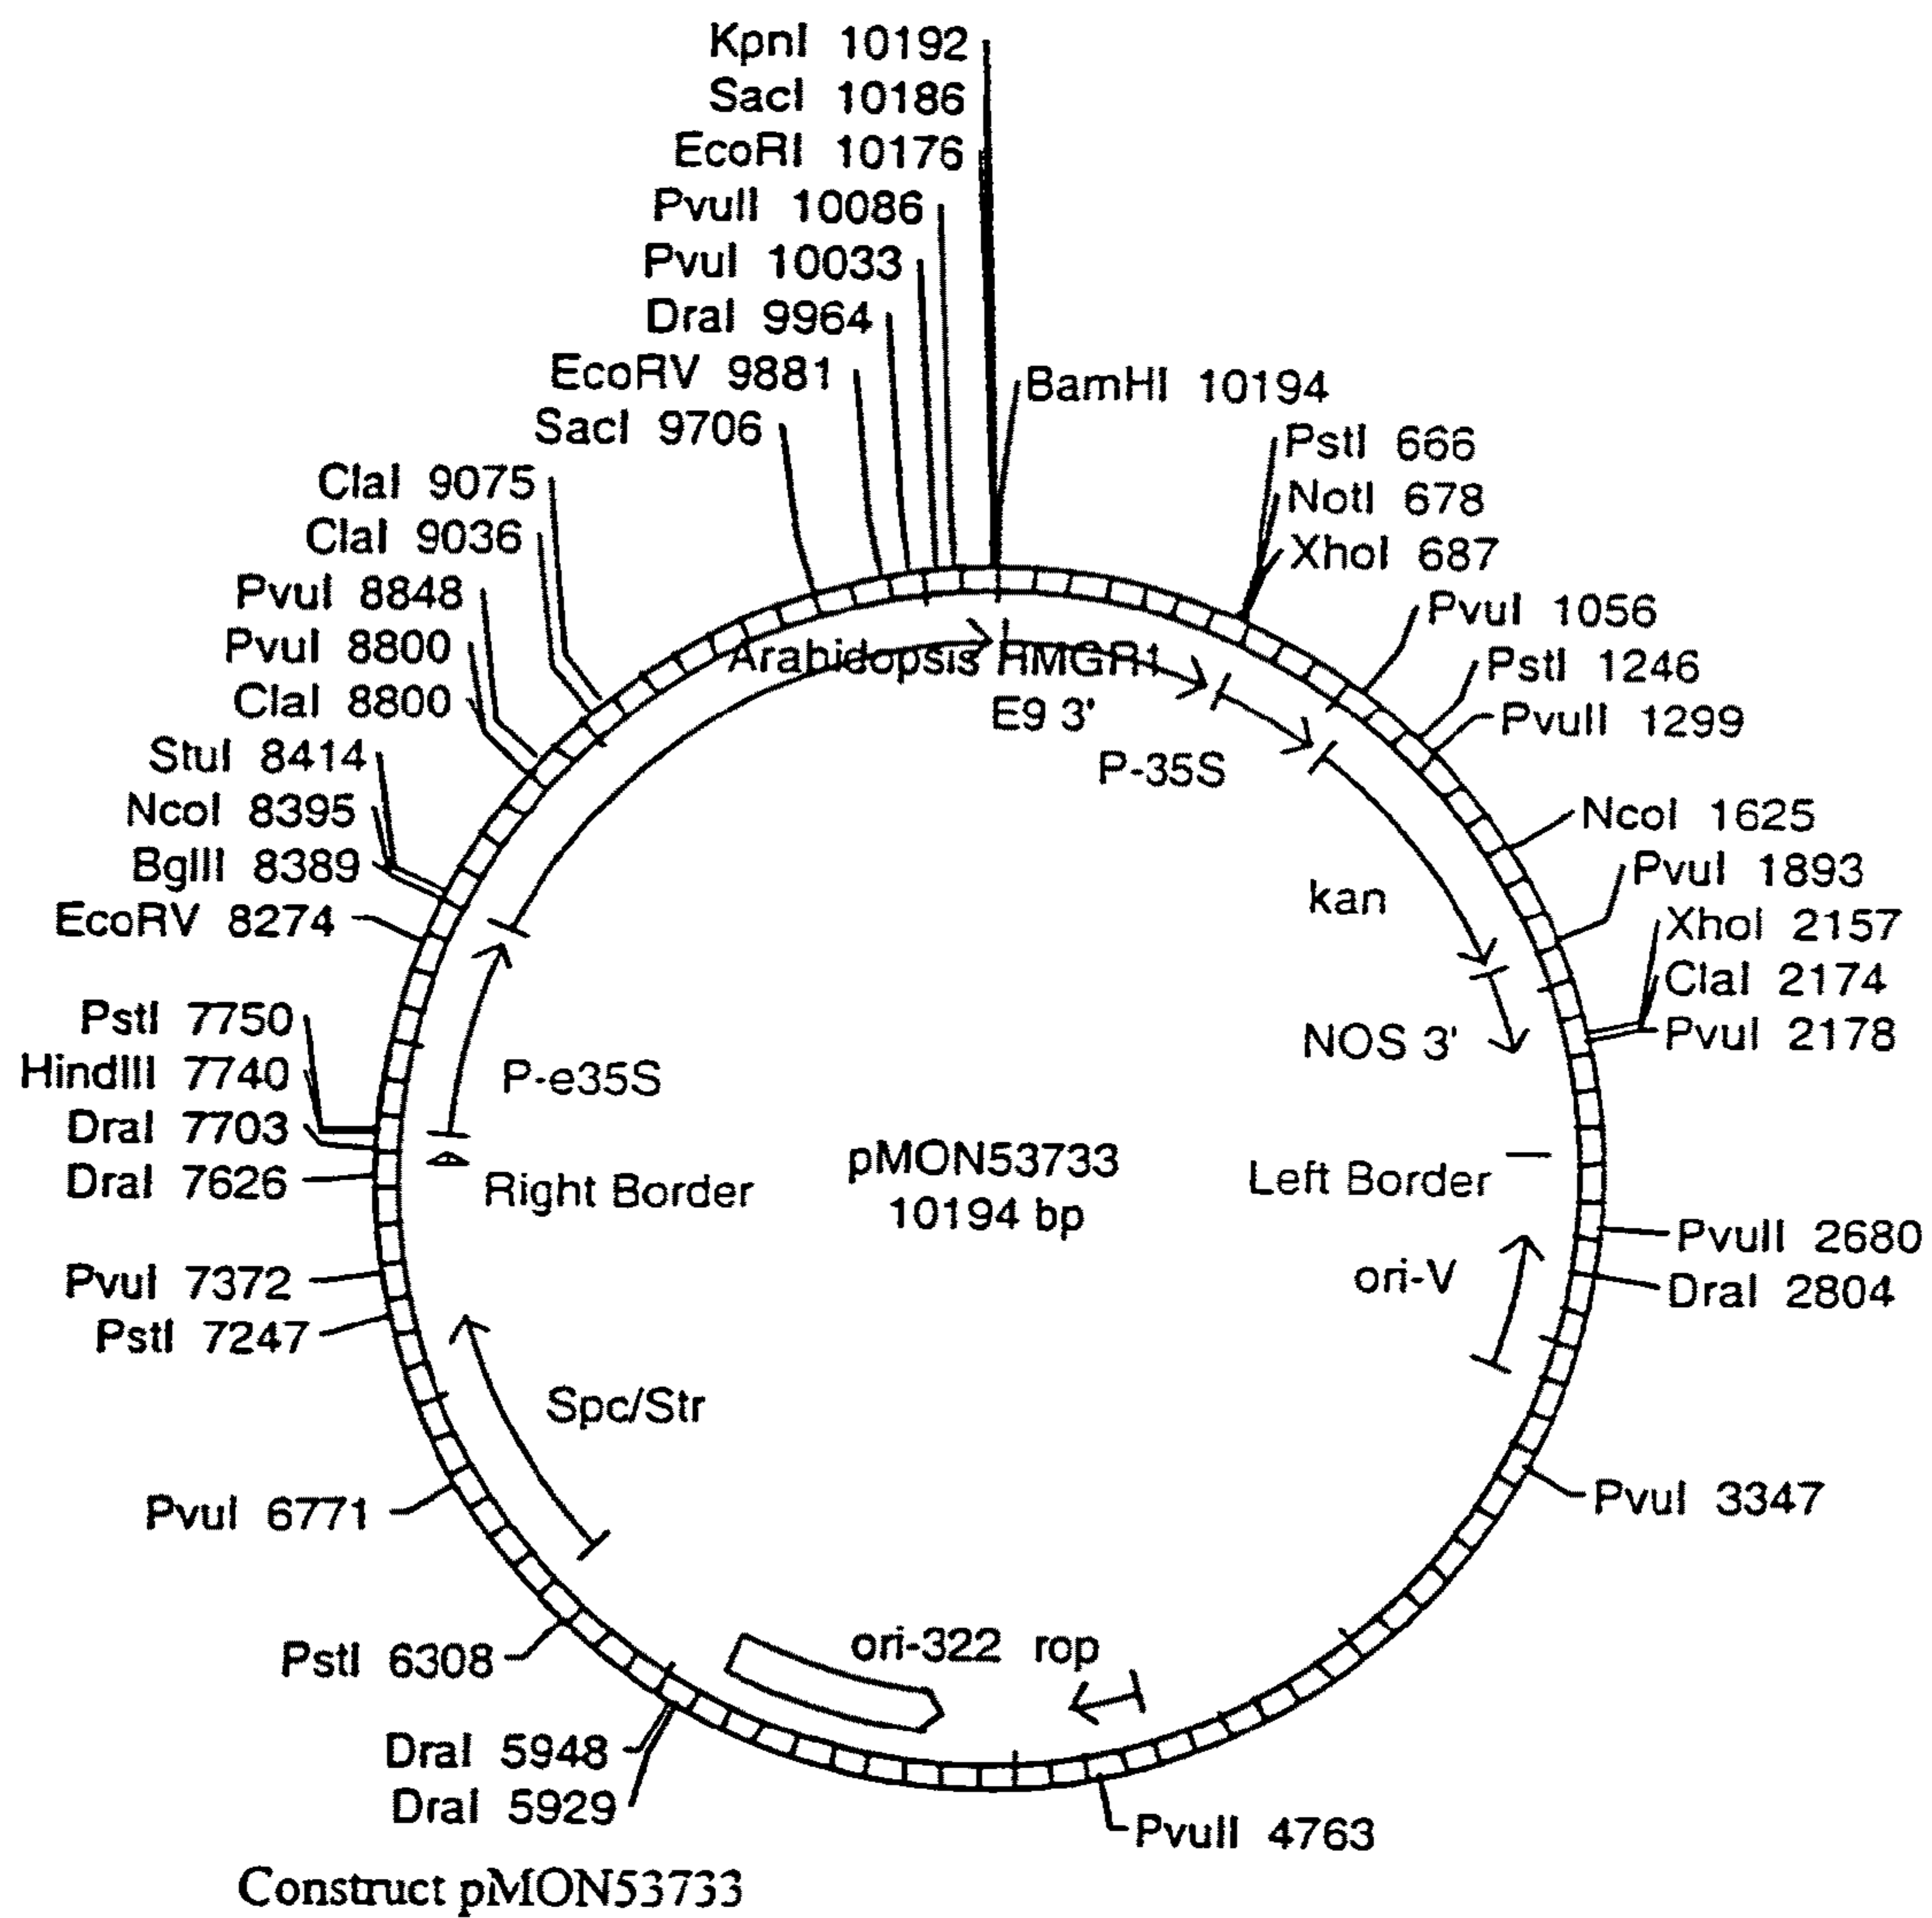 KpnI 10192
SacI 10186
EcoRI 10176
PvuII 10086
PvuI 10033
DraI 9964
EcoRV 9881
SacI 9706
ClaI 9075
ClaI 9036
PvuI 8848
PvuI 8800
ClaI 8800
StuI 8414
NcoI 8395
BglII 8389
EcoRV 8274
PstI 7750
HindIII 7740
DraI 7703
DraI 7626
PvuI 7372
PstI 7247
PvuI 6771
PstI 6308
DraI 5948
DraI 5929
BamHI 10194
PstI 666
NotI 678
XhoI 687
PvuI 1056
PstI 1246
PvuII 1299
NcoI 1625
PvuI 1893
XhoI 2157
ClaI 2174
PvuI 2178
PvuII 2680
DraI 2804
PvuI 3347
PvuII 4763
Arabidopsis HMGR1
E9 3'
P-35S
kan
NOS 3'
Left Border
ori-V
rop
ori-322
Spc/Str
Right Border
P-e35S
pMON53733
10194 bp
Construct pMON53733